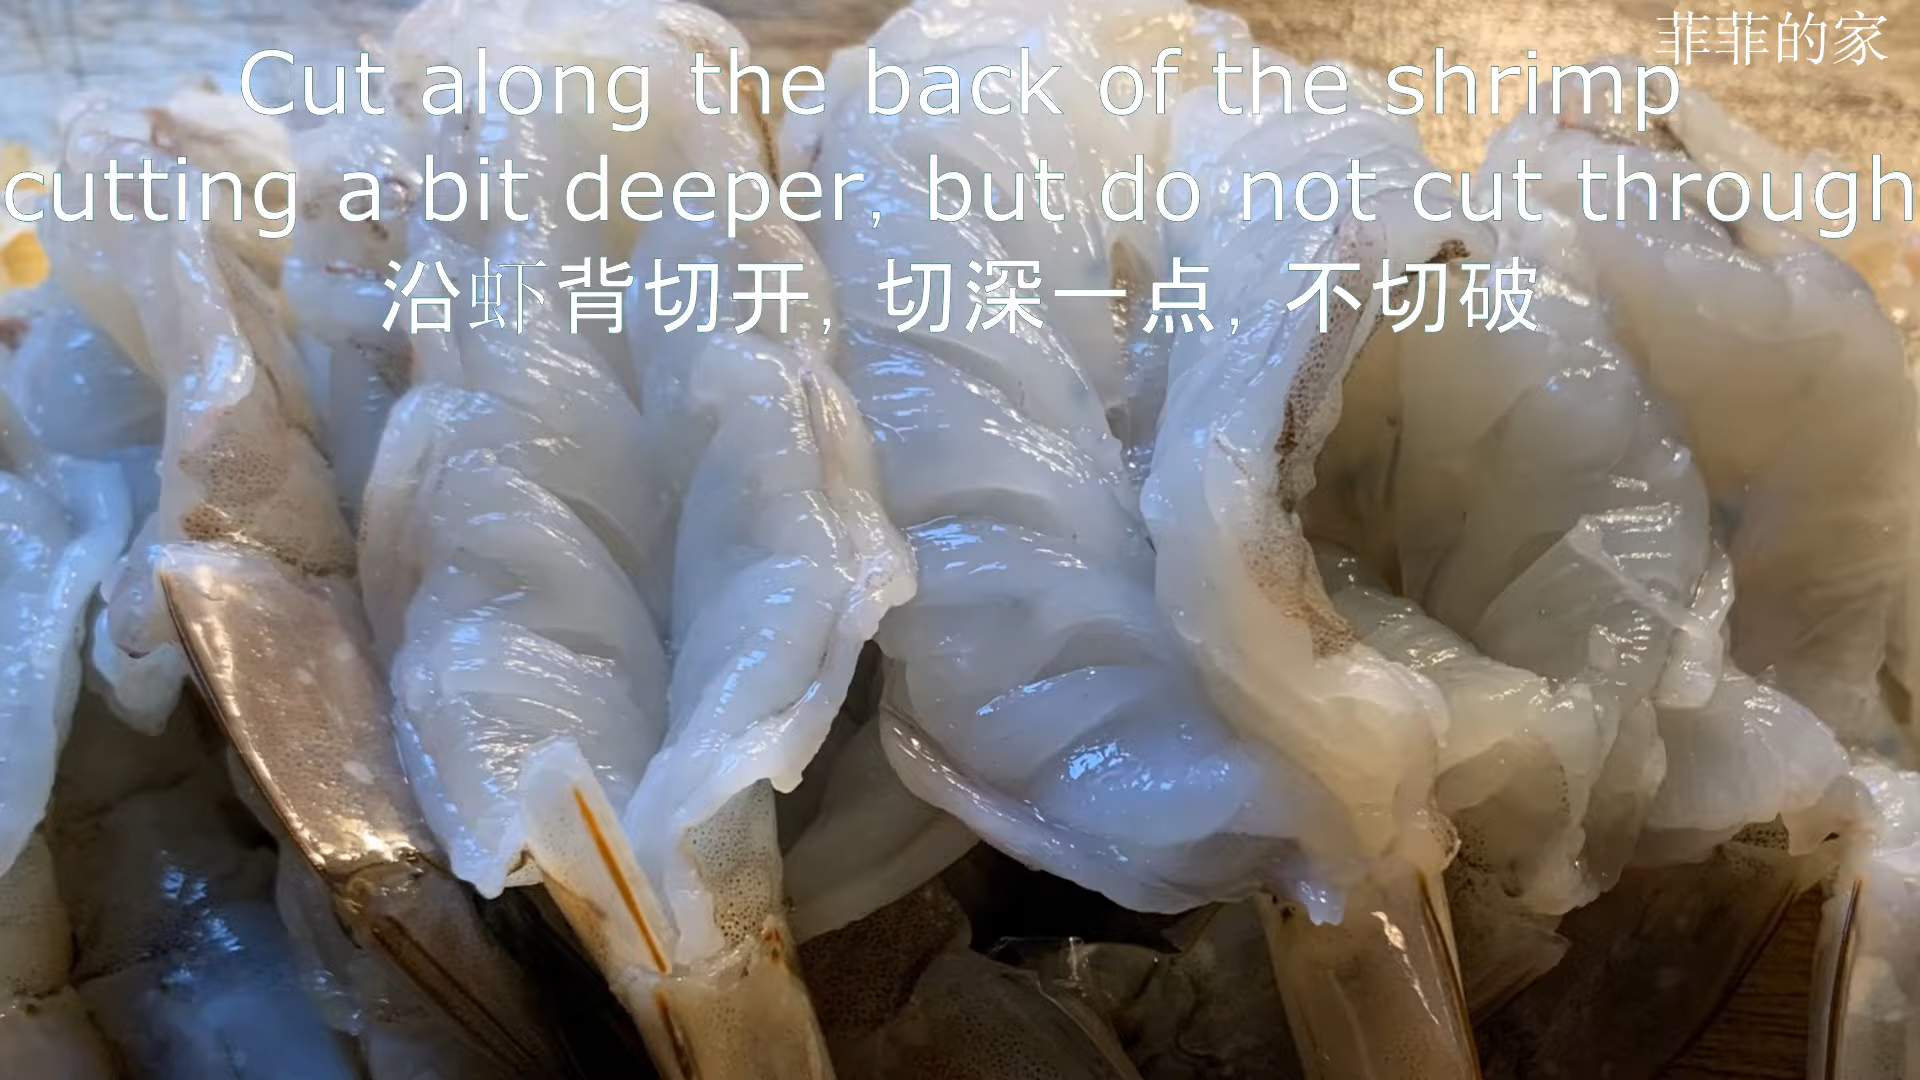 菲菲的家
Cut along the back of the shrimp
cutting a bit deeper, but do not cut through
沿虾背切开, 切深一点, 不切破